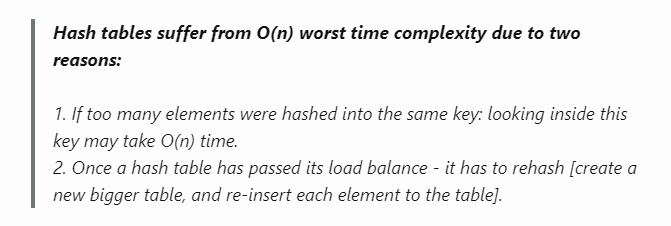 Hash tables suffer from O(n) worst time complexity due to two
reasons:
1. If too many elements were hashed into the same key: looking inside this
key may take O(n) time.
2. Once a hash table has passed its load balance - it has to rehash [create a
new bigger table, and re-insert each element to the table].